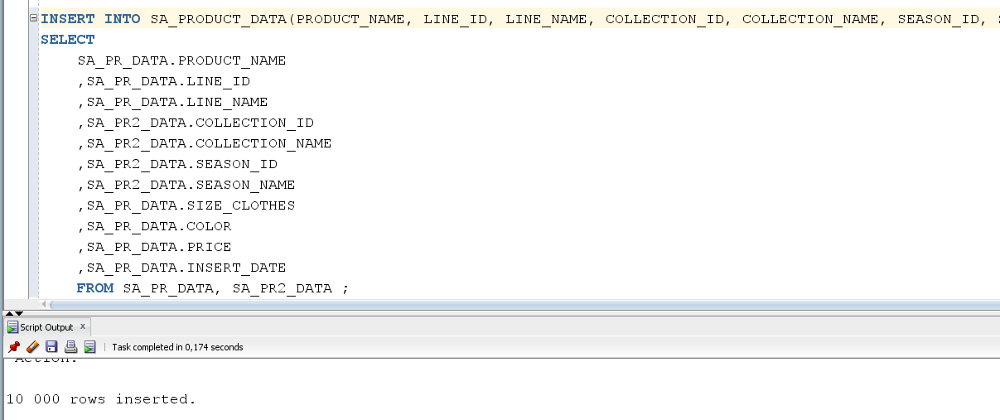 INSERT INTO SA_PRODUCT_DATA(PRODUCT_NAME, LINE_ID, LINE_NAME, COLLECTION_ID, COLLECTION_NAME, SEASON_ID,
SELECT
SA_PR_DATA.PRODUCT_NAME
,SA_PR_DATA.LINE_ID
,SA_PR_DATA.LINE_NAME
,SA_PR2_DATA.COLLECTION_ID
,SA_PR2_DATA.COLLECTION_NAME
,SA_PR2_DATA.SEASON_ID
,SA_PR2_DATA.SEASON_NAME
,SA_PR_DATA.SIZE_CLOTHES
,SA_PR_DATA.COLOR
,SA_PR_DATA.PRICE
,SA_PR_DATA.INSERT_DATE
FROM SA_PR_DATA, SA_PR2_DATA ;
Script Output x
Task completed in 0,174 seconds
Action:
10 000 rows inserted.